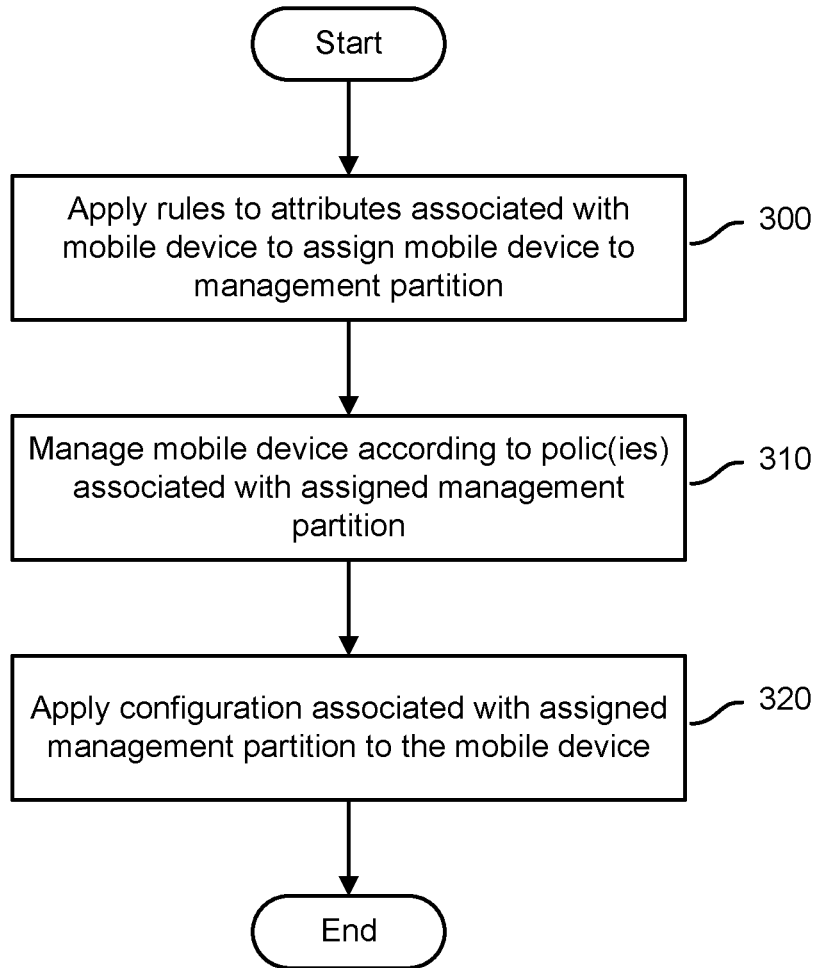 Start
Apply rules to attributes associated with
mobile device to assign mobile device to
management partition
300
Manage mobile device according to polic(ies)
associated with assigned management
partition
310
Apply configuration associated with assigned
management partition to the mobile device
320
End